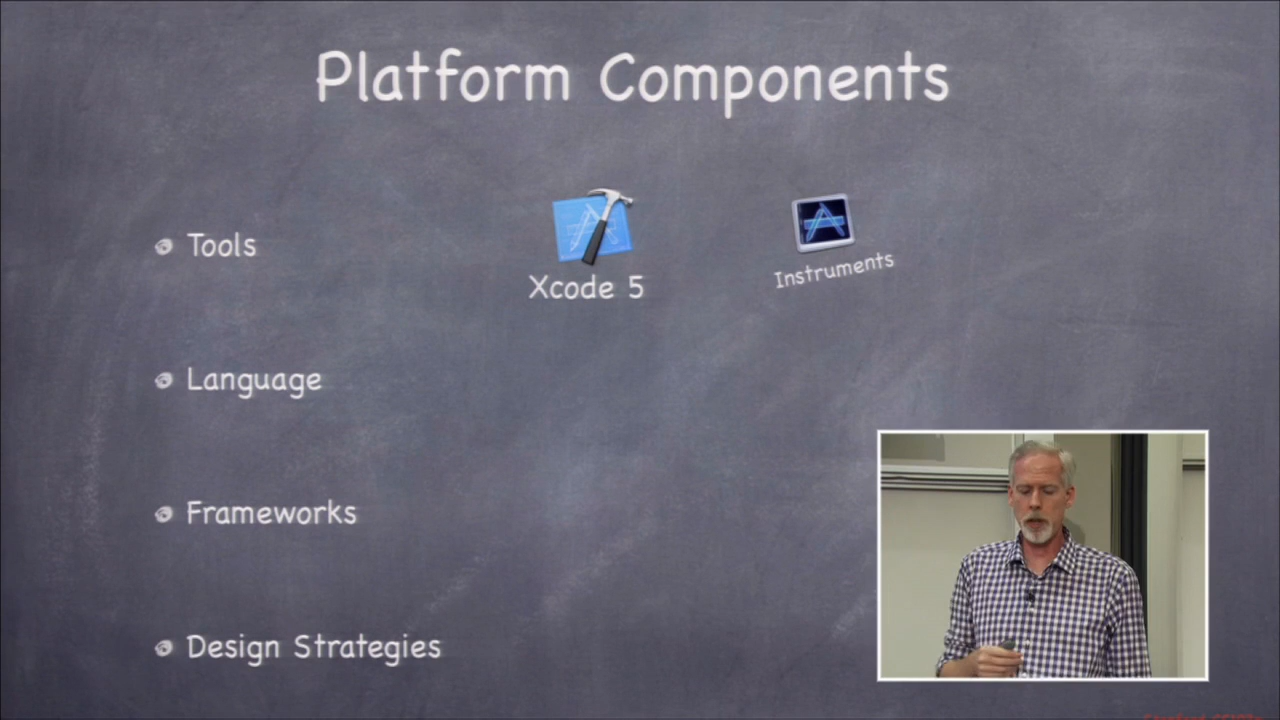 Platform Components
Tools
Xcode 5
Instruments
Language
Frameworks
Design Strategies